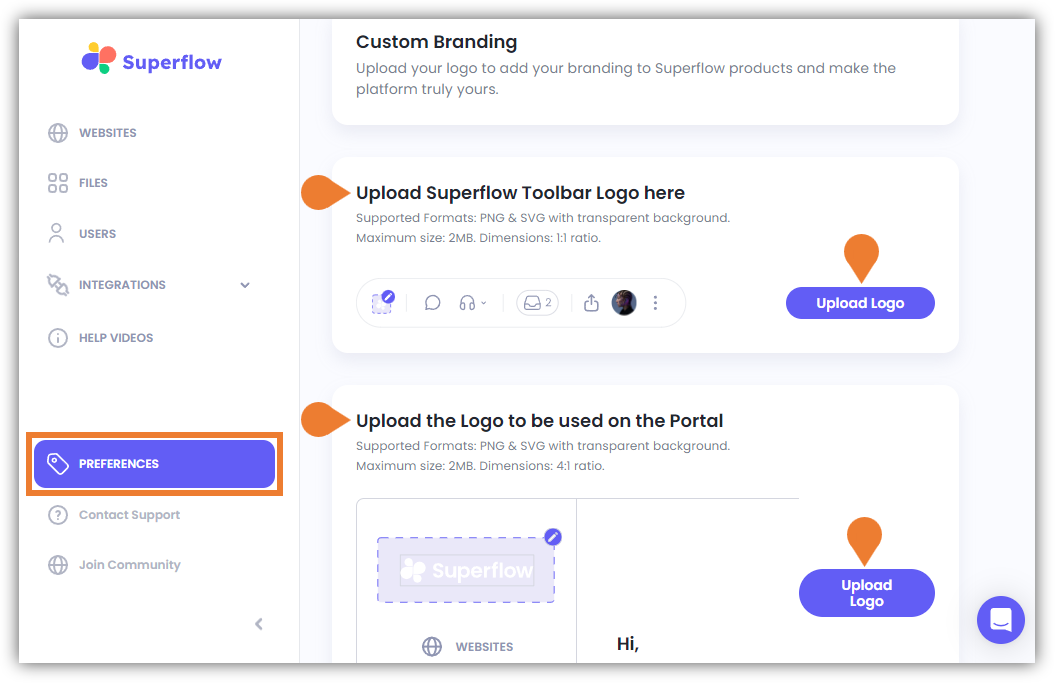 Superflow
WEBSITES
FILES
USERS
INTEGRATIONS
HELP VIDEOS
PREFERENCES
Contact Support
Join Community
Custom Branding
Upload your logo to add your branding to Superflow products and make the
platform truly yours.
Upload Superflow Toolbar Logo here
Supported Formats: PNG & SVG with transparent background.
Maximum size: 2MB. Dimensions: 1:1 ratio.
2
Upload Logo
Upload the Logo to be used on the Portal
Supported Formats: PNG & SVG with transparent background.
Maximum size: 2MB. Dimensions: 4:1 ratio.
Superflow
WEBSITES
Hi,
Upload
Logo